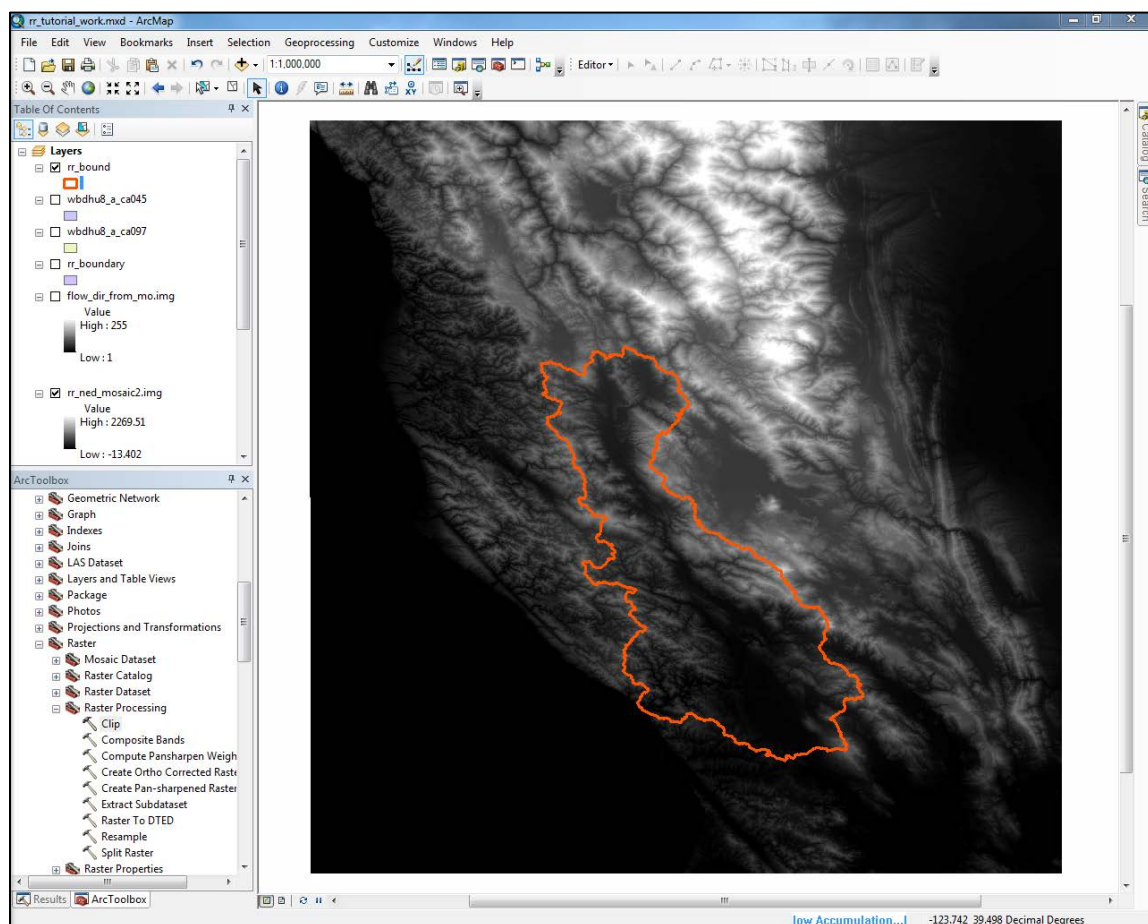 rr_tutorial_work.mxd - ArcMap
File Edit View Bookmarks Insert Selection Geoprocessing Customize Windows Help
1:1,000,000 Editor
Table Of Contents
Layers
rr_bound
wbdhu8_a_ca045
wbdhu8_a_ca097
rr_boundary
flow_dir_from_mo.img
Value
High : 255
Low : 1
rr_ned_mosaic2.img
Value
High : 2269.51
Low : -13.402
ArcToolbox
Geometric Network
Graph
Indexes
Joins
LAS Dataset
Layers and Table Views
Package
Photos
Projections and Transformations
Raster
Mosaic Dataset
Raster Catalog
Raster Dataset
Raster Processing
Clip
Composite Bands
Compute Pansharpen Weigh
Create Ortho Corrected Raste
Create Pan-sharpened Raster
Extract Subdataset
Raster To DTED
Resample
Split Raster
Raster Properties
Results ArcToolbox
Catalog
Search
low Accumulation...l -123.742 39.498 Decimal Degrees